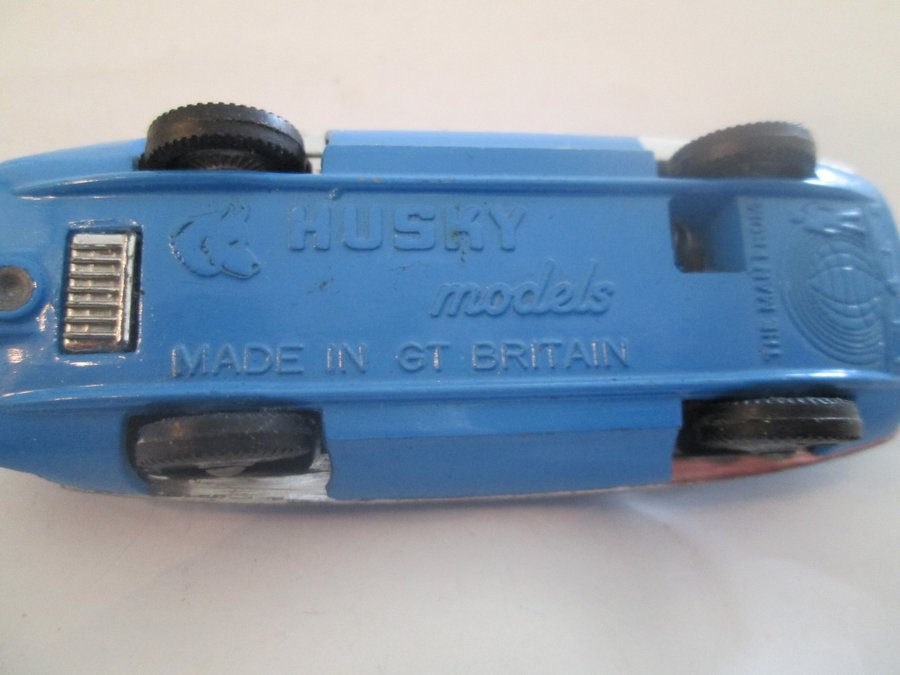 HUSKY
models
MADE IN GT BRITAIN
THE MAN FROM